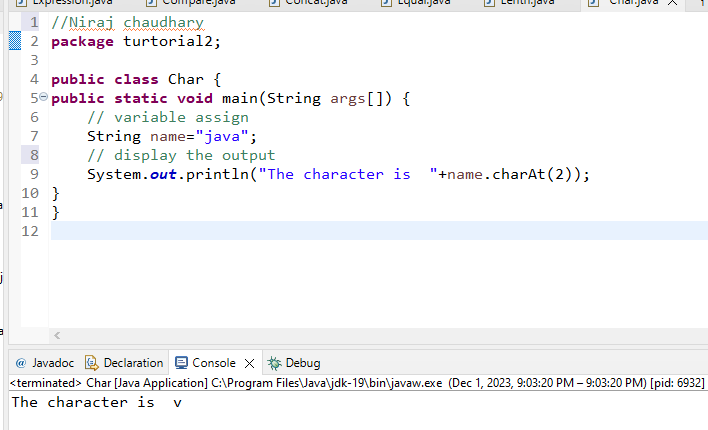 Expression.java Compare.java Concat.java Equal.java Lenth.java Char.java
1 //Niraj chaudhary
2 package turtorial2;
3
4 public class Char {
5 public static void main(String args[]) {
6 // variable assign
7 String name="java";
8 // display the output
9 System.out.println("The character is  "+name.charAt(2));
10 }
11 }
12
@ Javadoc Declaration Console Debug
<terminated> Char [Java Application] C:\Program Files\Java\jdk-19\bin\javaw.exe (Dec 1, 2023, 9:03:20 PM – 9:03:20 PM) [pid: 6932]
The character is  v